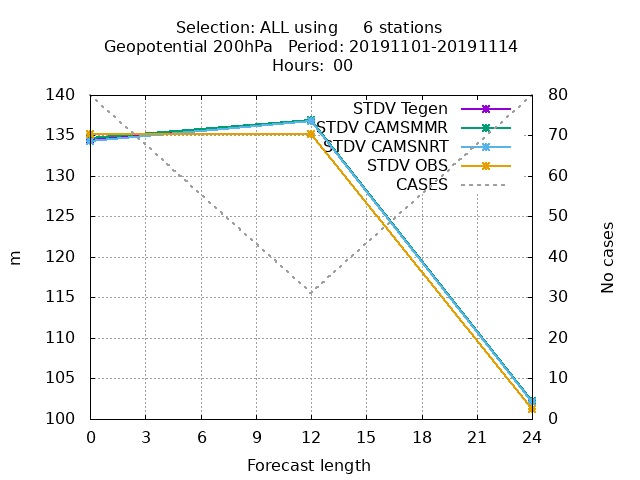 Selection: ALL using     6 stations
Geopotential 200hPa   Period: 20191101-20191114
Hours:  00
STDV Tegen
STDV CAMSMMR
STDV CAMSNRT
STDV OBS
CASES
140
135
130
125
120
115
110
105
100
m
80
70
60
50
40
30
20
10
0
No cases
0 3 6 9 12 15 18 21 24
Forecast length